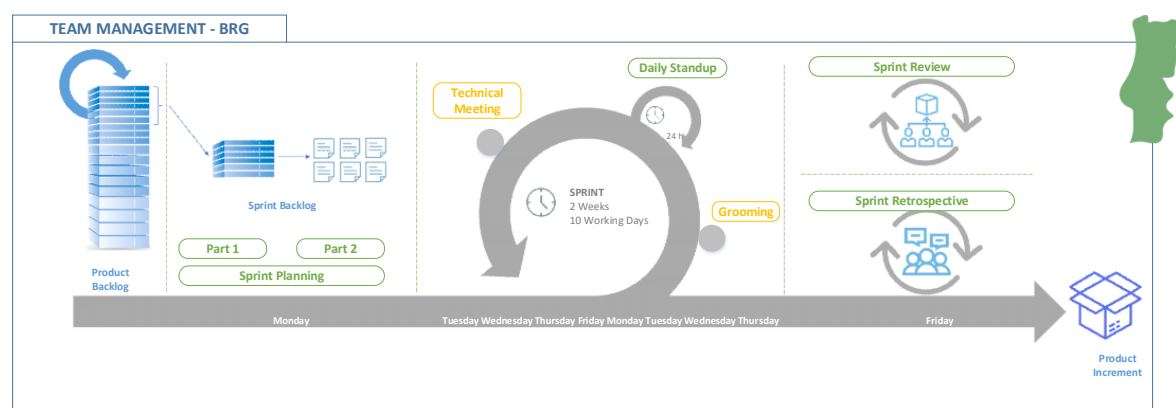 TEAM MANAGEMENT - BRG
Product
Backlog
Sprint Backlog
Part 1
Part 2
Sprint Planning
Technical
Meeting
Daily Standup
24 h
SPRINT
2 Weeks
10 Working Days
Grooming
Sprint Review
Sprint Retrospective
Monday
Tuesday Wednesday Thursday Friday Monday Tuesday Wednesday Thursday
Friday
Product
Increment